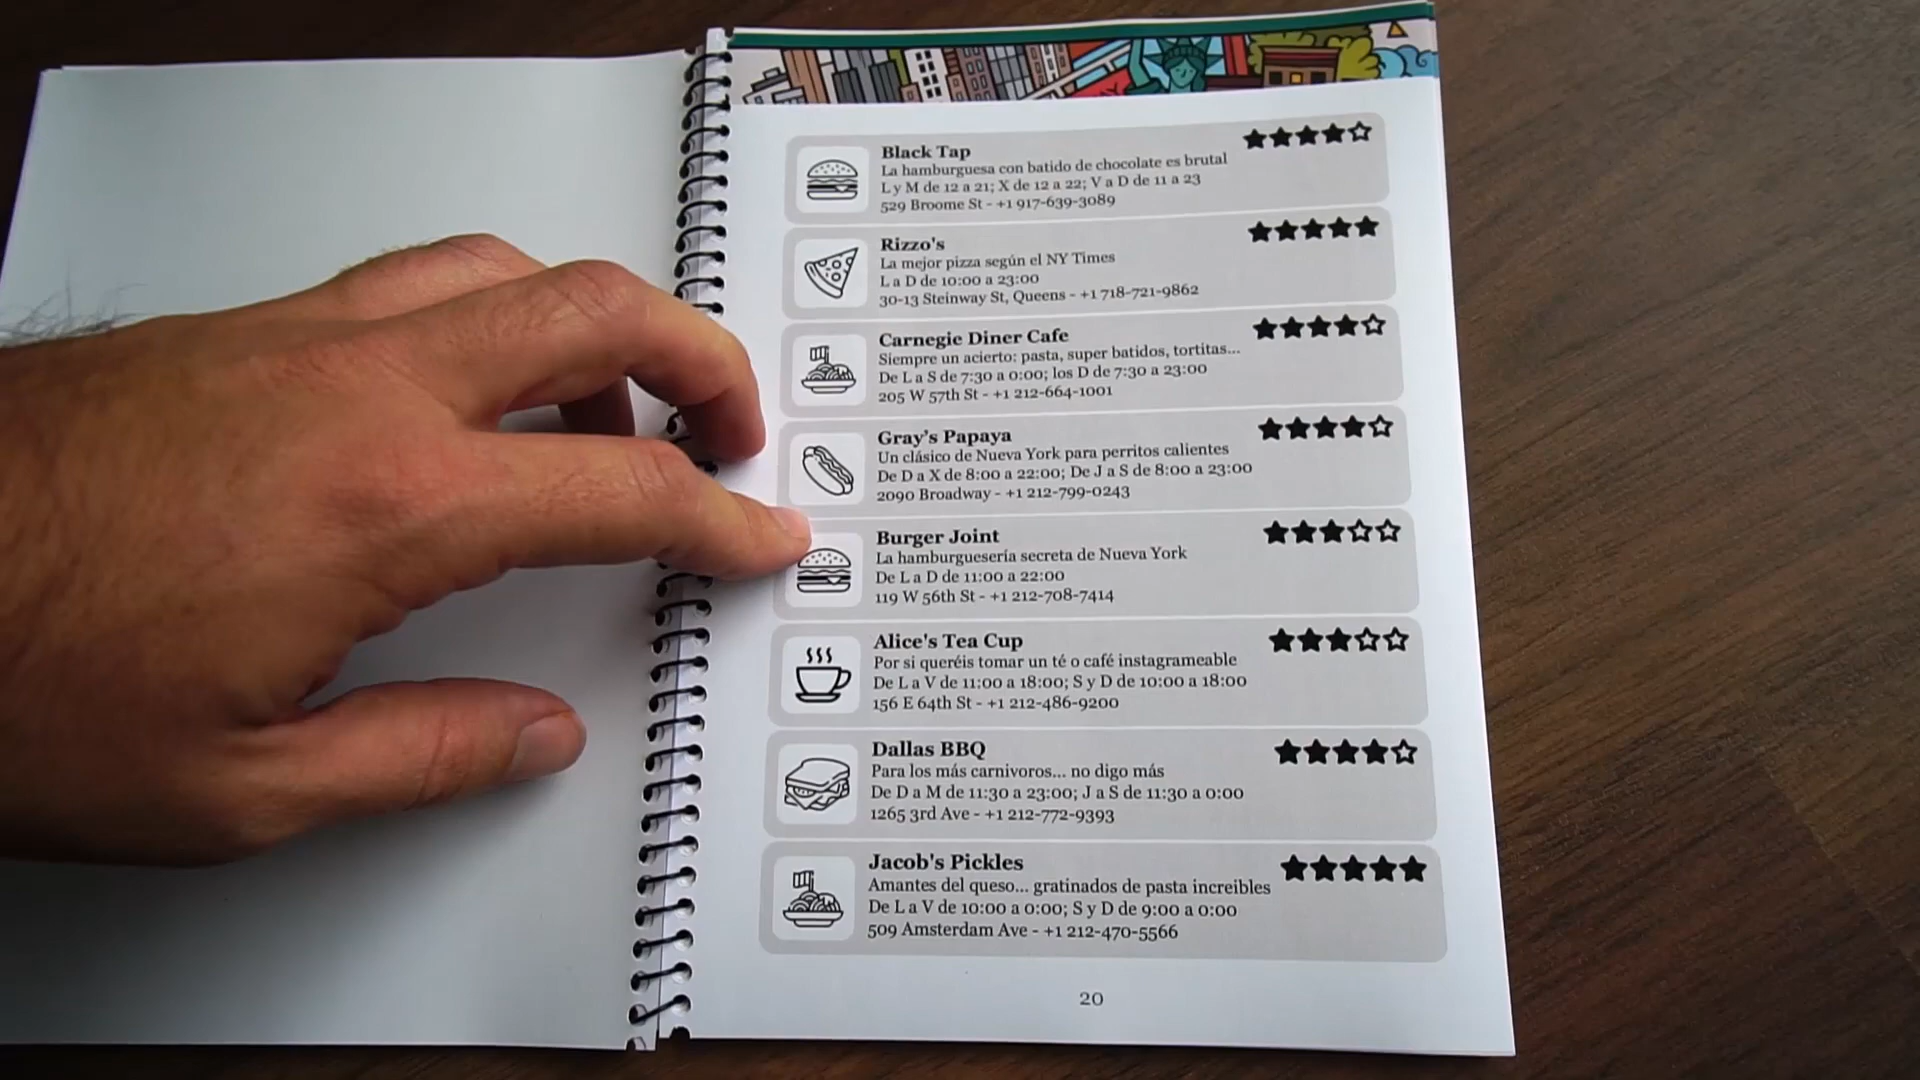 Black Tap
La hamburguesa con batido de chocolate es brutal
L y M de 12 a 21; X de 12 a 22; V a D de 11 a 23
529 Broome St - +1 917-639-3089
Rizzo's
La mejor pizza según el NY Times
L a D de 10:00 a 23:00
30-13 Steinway St, Queens - +1 718-721-9862
Carnegie Diner Cafe
Siempre un acierto: pasta, super batidos, tortitas...
De L a S de 7:30 a 0:00; los D de 7:30 a 23:00
205 W 57th St - +1 212-664-1001
Gray's Papaya
Un clásico de Nueva York para perritos calientes
De D a X de 8:00 a 22:00; De J a S de 8:00 a 23:00
2090 Broadway - +1 212-799-0243
Burger Joint
La hamburguesería secreta de Nueva York
De L a D de 11:00 a 22:00
119 W 56th St - +1 212-708-7414
Alice's Tea Cup
Por si queréis tomar un té o café instagrameable
De L a V de 11:00 a 18:00; S y D de 10:00 a 18:00
156 E 64th St - +1 212-486-9200
Dallas BBQ
Para los más carnivoros... no digo más
De D a M de 11:30 a 23:00; J a S de 11:30 a 0:00
1265 3rd Ave - +1 212-772-9393
Jacob's Pickles
Amantes del queso... gratinados de pasta increibles
De L a V de 10:00 a 0:00; S y D de 9:00 a 0:00
509 Amsterdam Ave - +1 212-470-5566
20